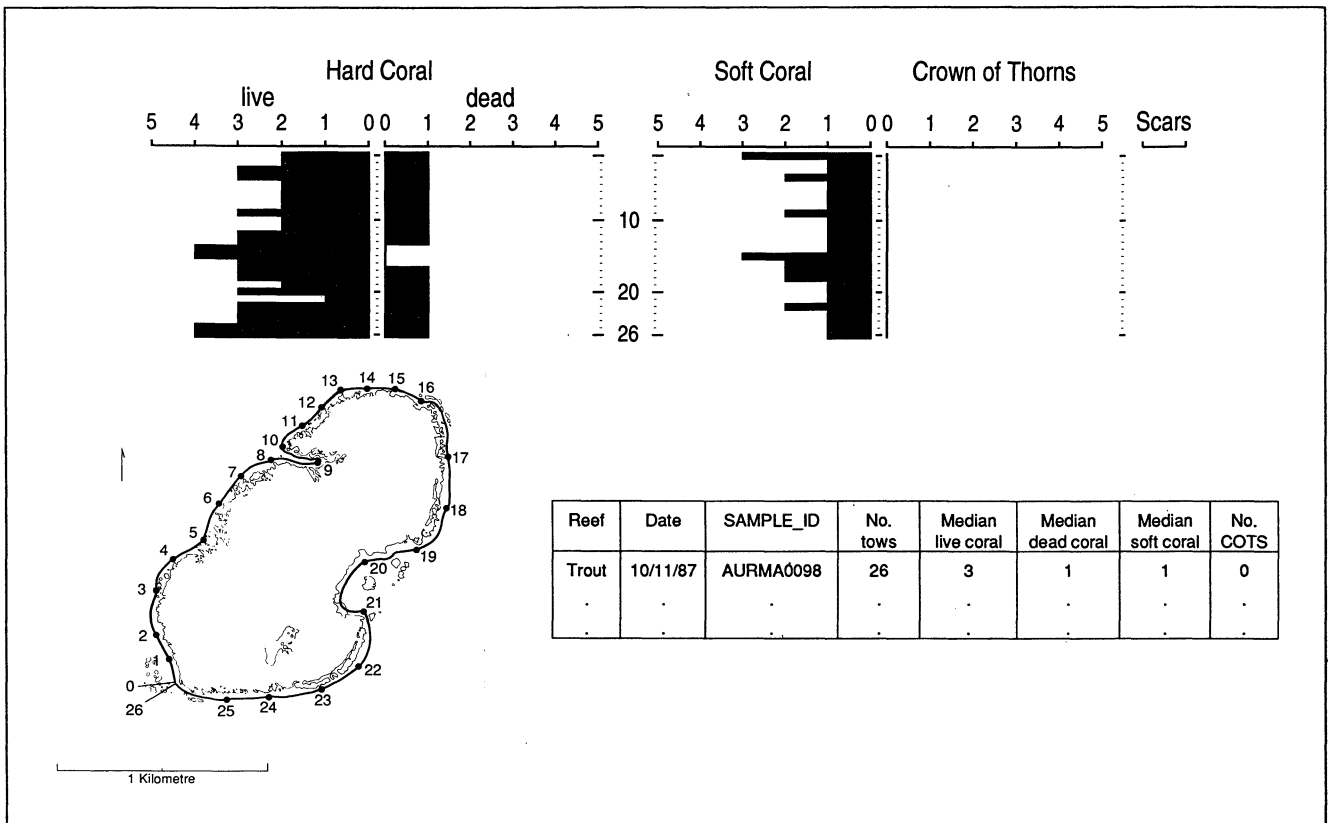 Hard Coral Soft Coral Crown of Thorns
live dead
5 4 3 2 1 0 0 1 2 3 4 5 5 4 3 2 1 0 0 1 2 3 4 5 Scars
10
20
26
13 14 15
16
12
11
10
17
8 9
7
6
18
5
19
4
20
3
21
2
22
1
0
23
26
25 24
1 Kilometre
Reef Date SAMPLE_ID No. tows Median live coral Median dead coral Median soft coral No. COTS
Trout 10/11/87 AURMA0098 26 3 1 1 0
. . . . . . . .
. . . . . . . .